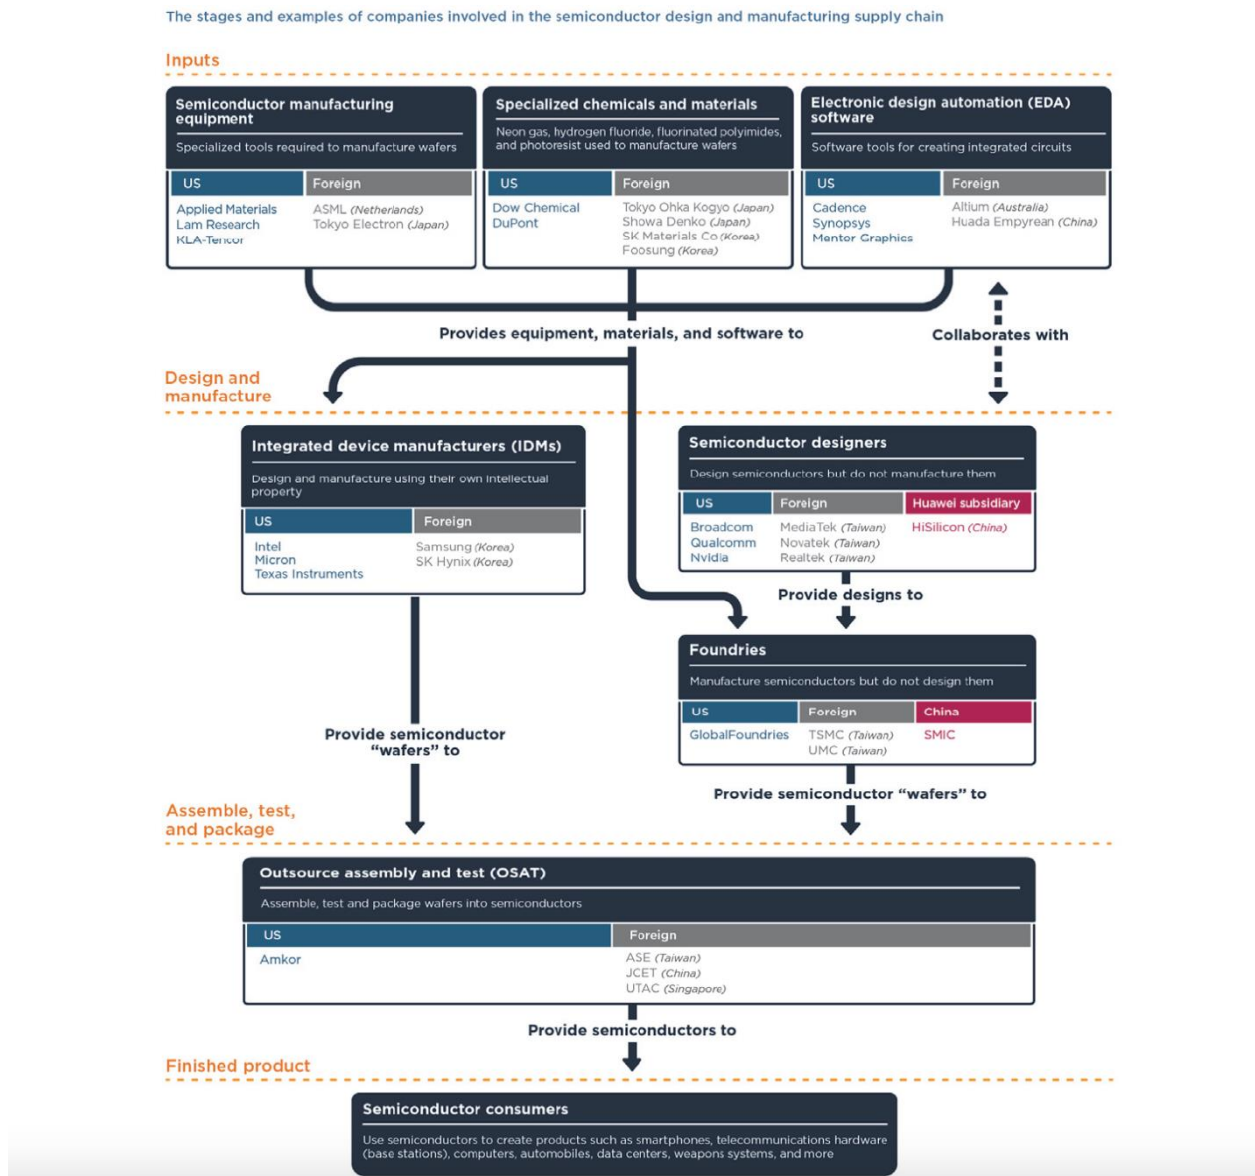 The stages and examples of companies involved in the semiconductor design and manufacturing supply chain
Inputs
Semiconductor manufacturing
equipment
Specialized tools required to manufacture wafers
US
Foreign
Applied Materials
Lam Research
KLA-Tencor
ASML (Netherlands)
Tokyo Electron (Japan)
Specialized chemicals and materials
Neon gas, hydrogen fluoride, fluorinated polyimides,
and photoresist used to manufacture wafers
US
Foreign
Dow Chemical
DuPont
Tokyo Ohka Kogyo (Japan)
Showa Denko (Japan)
SK Materials Co (Korea)
Foosung (Korea)
Electronic design automation (EDA)
software
Software tools for creating integrated circuits
US
Foreign
Cadence
Synopsys
Mentor Graphics
Altium (Australia)
Huada Empyrean (China)
Provides equipment, materials, and software to
Collaborates with
Design and
manufacture
Integrated device manufacturers (IDMs)
Design and manufacture using their own intellectual
property
US
Foreign
Intel
Micron
Texas Instruments
Samsung (Korea)
SK Hynix (Korea)
Semiconductor designers
Design semiconductors but do not manufacture them
US
Foreign
Huawei subsidiary
Broadcom
Qualcomm
Nvidia
MediaTek (Taiwan)
Novatek (Taiwan)
Realtek (Taiwan)
HiSilicon (China)
Provide designs to
Foundries
Manufacture semiconductors but do not design them
US
Foreign
China
GlobalFoundries
TSMC (Taiwan)
UMC (Taiwan)
SMIC
Provide semiconductor
“wafers” to
Provide semiconductor “wafers” to
Assemble, test,
and package
Outsource assembly and test (OSAT)
Assemble, test and package wafers into semiconductors
US
Foreign
Amkor
ASE (Taiwan)
JCET (China)
UTAC (Singapore)
Provide semiconductors to
Finished product
Semiconductor consumers
Use semiconductors to create products such as smartphones, telecommunications hardware
(base stations), computers, automobiles, data centers, weapons systems, and more